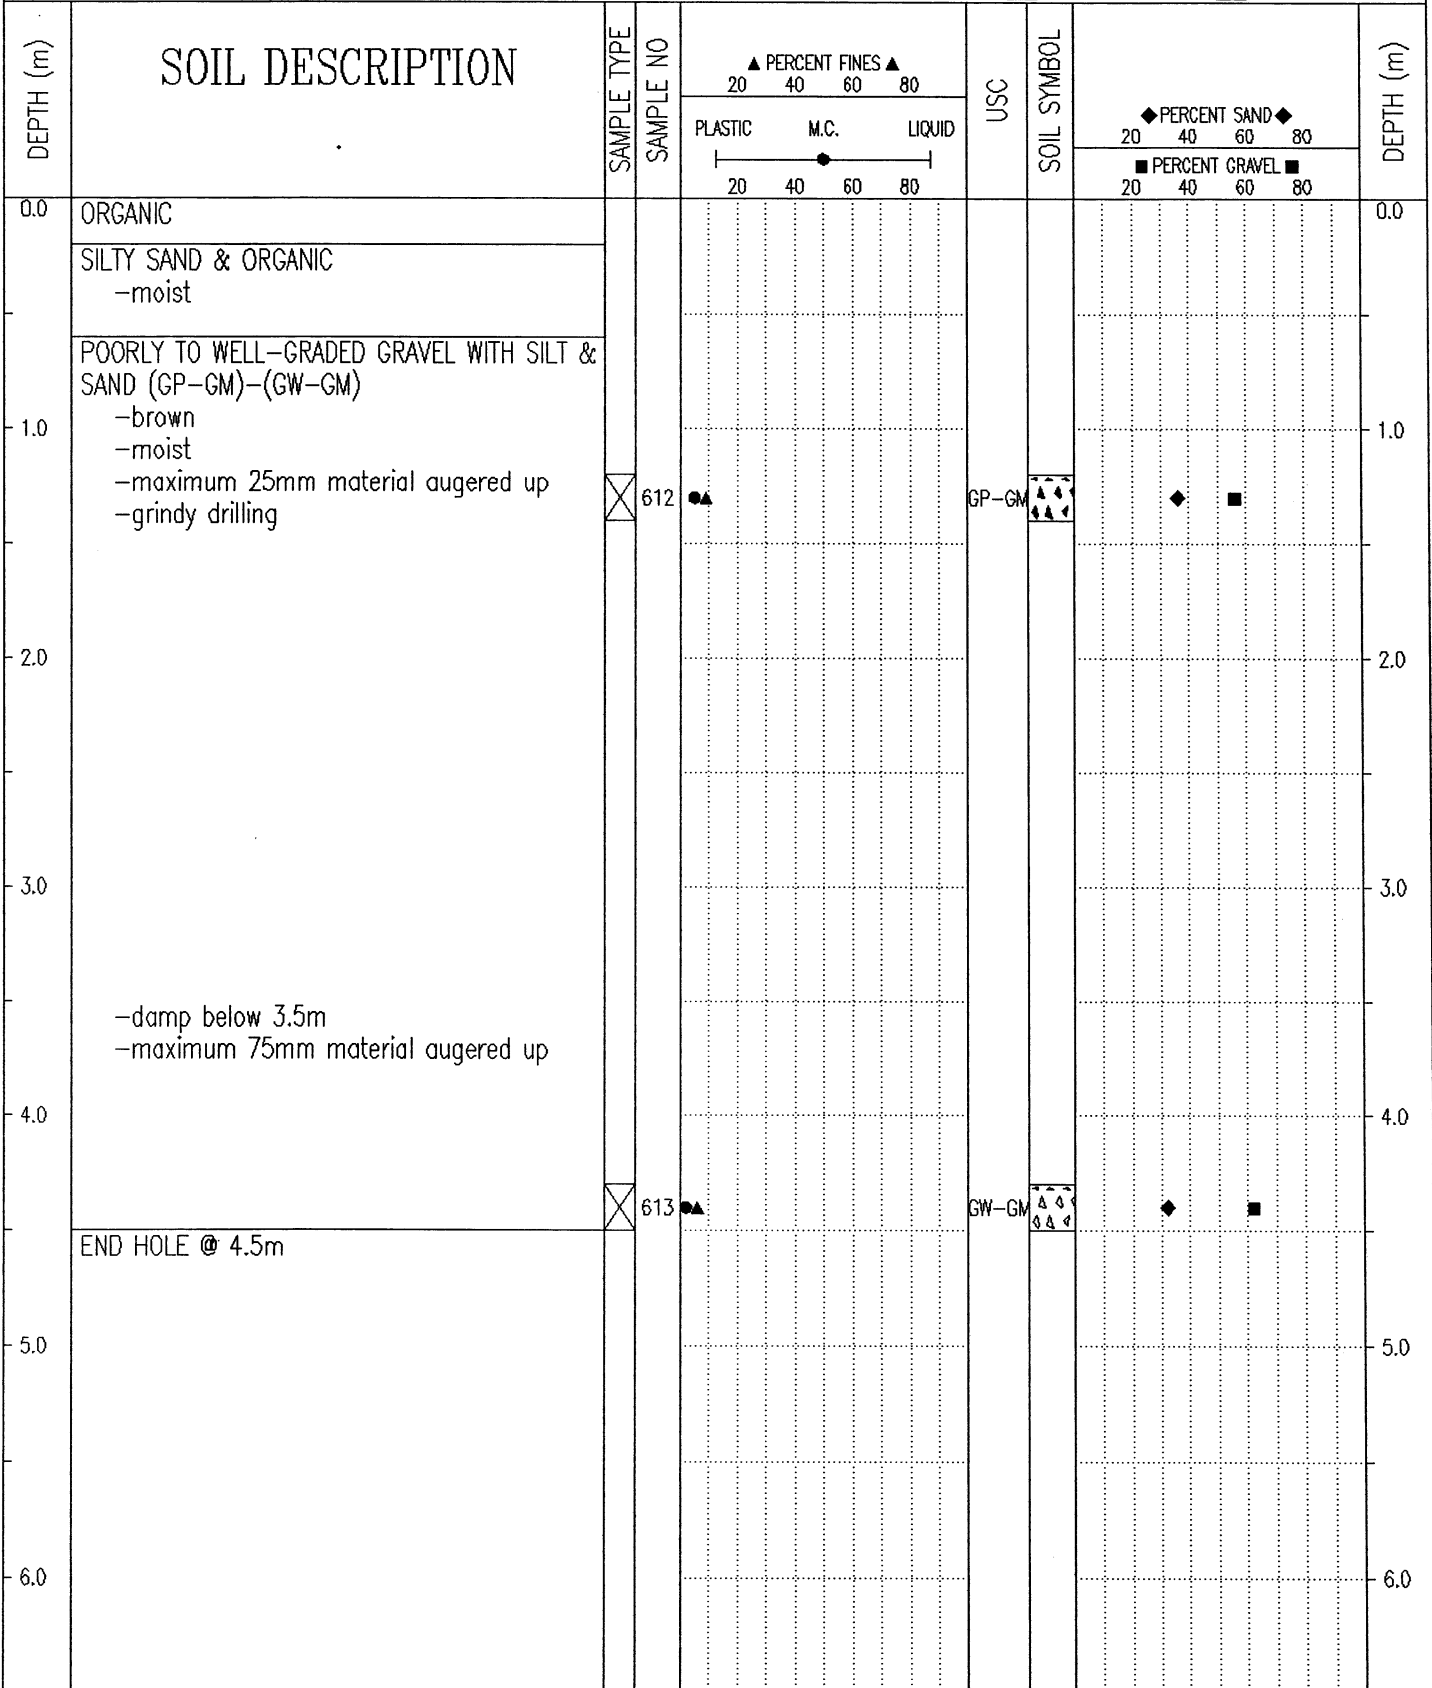 DEPTH (m)
SOIL DESCRIPTION
SAMPLE TYPE
SAMPLE NO
▲ PERCENT FINES ▲
20 40 60 80
PLASTIC M.C. LIQUID
20 40 60 80
USC
SOIL SYMBOL
◆PERCENT SAND◆
20 40 60 80
■ PERCENT GRAVEL ■
20 40 60 80
DEPTH (m)
0.0 ORGANIC 0.0
SILTY SAND & ORGANIC
-moist
POORLY TO WELL-GRADED GRAVEL WITH SILT &
SAND (GP-GM)-(GW-GM)
1.0 -brown 1.0
-moist
-maximum 25mm material augered up
612 GP-GM
-grindy drilling
2.0 2.0
3.0 3.0
-damp below 3.5m
-maximum 75mm material augered up
4.0 4.0
613 GW-GM
END HOLE @ 4.5m
5.0 5.0
6.0 6.0